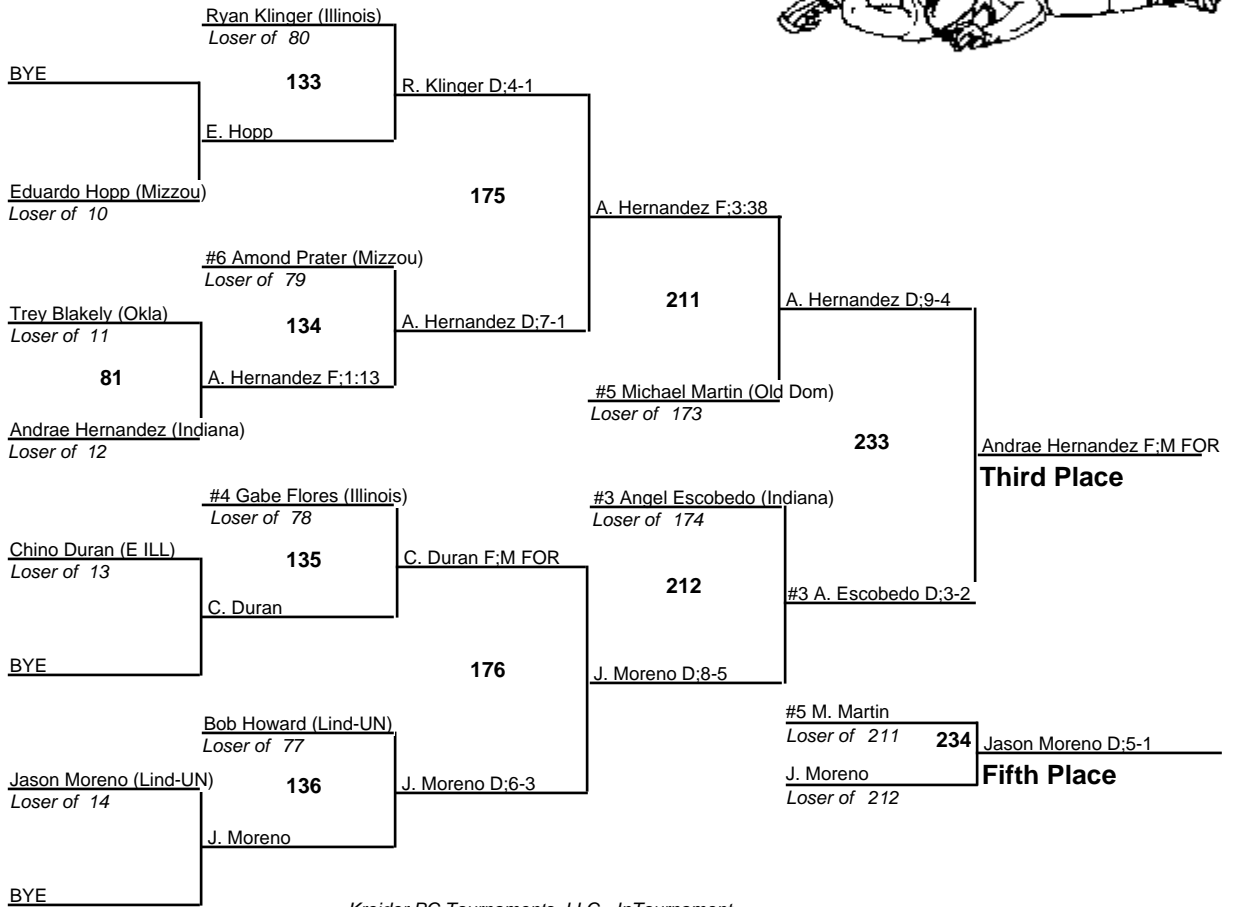 Ryan Klinger (Illinois)
Loser of 80
BYE
133
R. Klinger D;4-1
E. Hopp
Eduardo Hopp (Mizzou)
Loser of 10
175
A. Hernandez F;3:38
#6 Amond Prater (Mizzou)
Loser of 79
Trey Blakely (Okla)
Loser of 11
134
A. Hernandez D;7-1
211
A. Hernandez D;9-4
81
A. Hernandez F;1:13
#5 Michael Martin (Old Dom)
Loser of 173
Andrae Hernandez (Indiana)
Loser of 12
233
Andrae Hernandez F;M FOR
Third Place
#4 Gabe Flores (Illinois)
Loser of 78
#3 Angel Escobedo (Indiana)
Loser of 174
Chino Duran (E ILL)
Loser of 13
135
C. Duran F;M FOR
212
#3 A. Escobedo D;3-2
C. Duran
BYE
176
J. Moreno D;8-5
Bob Howard (Lind-UN)
Loser of 77
#5 M. Martin
Loser of 211
234
Jason Moreno D;5-1
Fifth Place
Jason Moreno (Lind-UN)
Loser of 14
136
J. Moreno D;6-3
J. Moreno
Loser of 212
J. Moreno
BYE